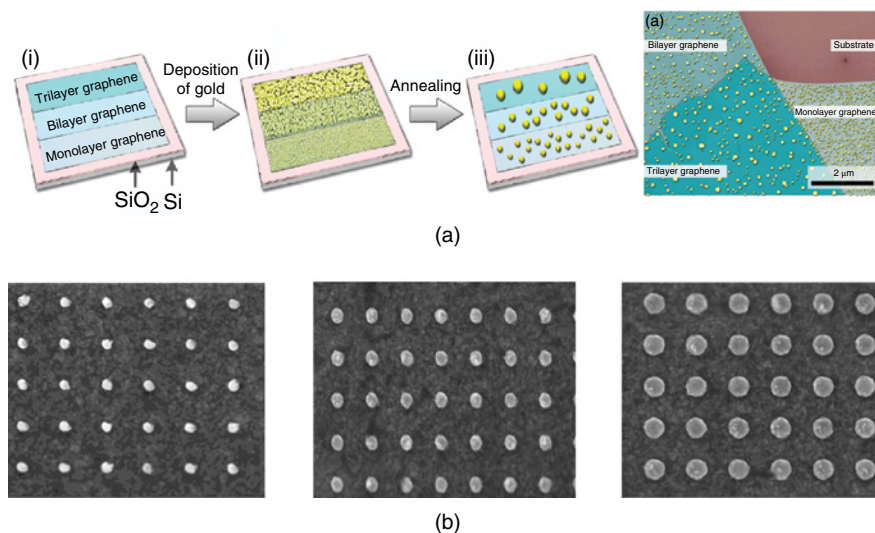 (i)
Trilayer graphene
Bilayer graphene
Monolayer graphene
SiO2 Si
Deposition
of gold
(ii)
Annealing
(iii)
(a)
Bilayer graphene
Substrate
Monolayer graphene
Trilayer graphene
2 μm
(a)
(b)